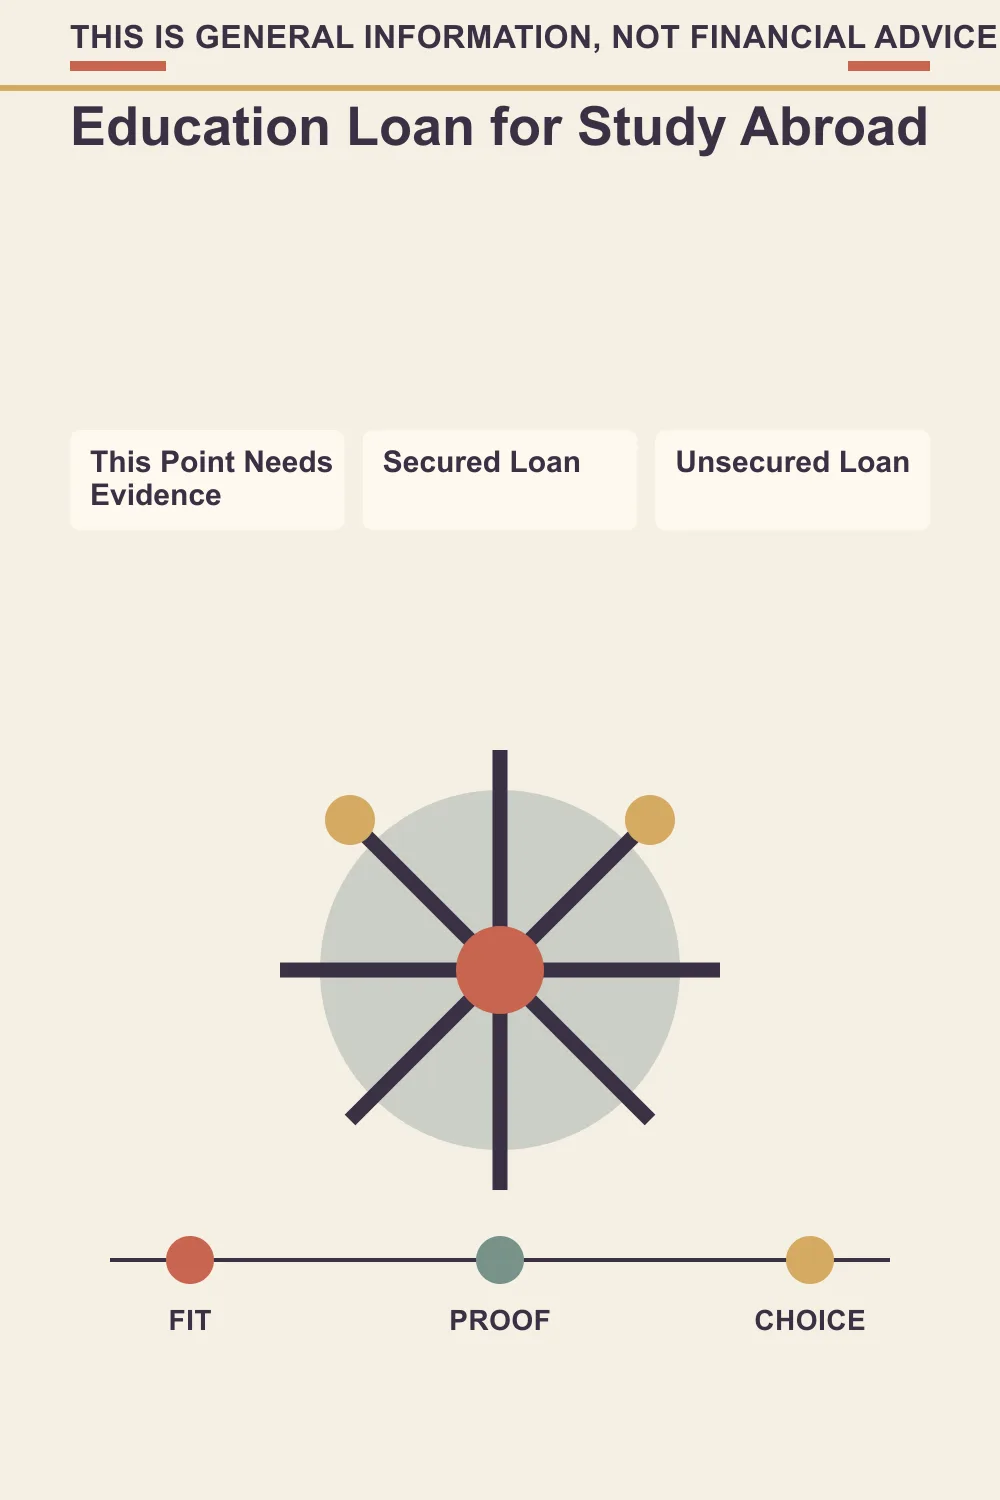 THIS IS GENERAL INFORMATION, NOT FINANCIAL ADVICE
Education Loan for Study Abroad
This Point Needs
Evidence
Secured Loan
Unsecured Loan
FIT
PROOF
CHOICE